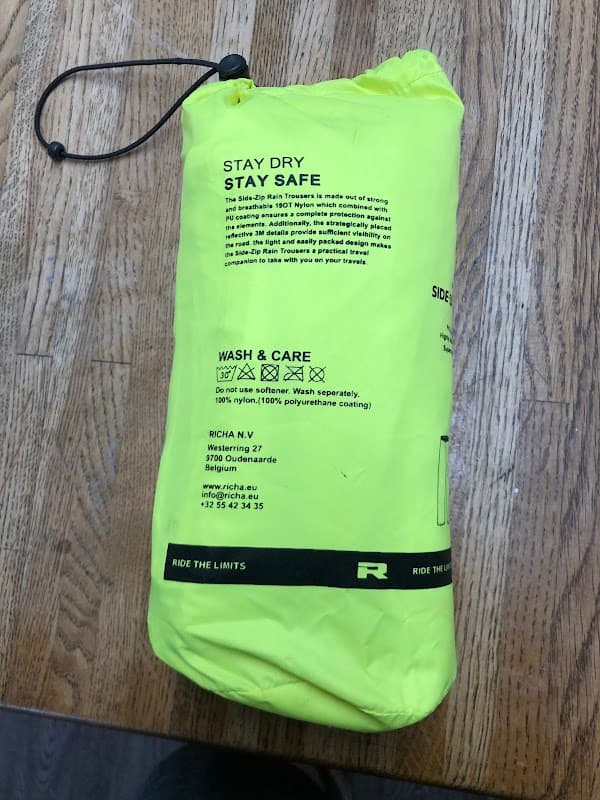 STAY DRY
STAY SAFE
The Side-Zip Rain Trousers is made out of strong
and breathable 190T Nylon which combined with
PU coating ensures a complete protection against
the elements. Additionally, the strategically placed
reflective 3M details provide sufficient visibility on
the road. the light and easily packed design makes
the Side-Zip Rain Trousers a practical travel
companion to take with you on your travels.
SIDE
WASH & CARE
30°
Do not use softener. Wash seperately.
100% nylon.(100% polyurethane coating)
RICHA N.V
Westerring 27
9700 Oudenaarde
Belgium
www.richa.eu
info@richa.eu
+32 55 42 34 35
RIDE THE LIMITS
R
RIDE THE LIM